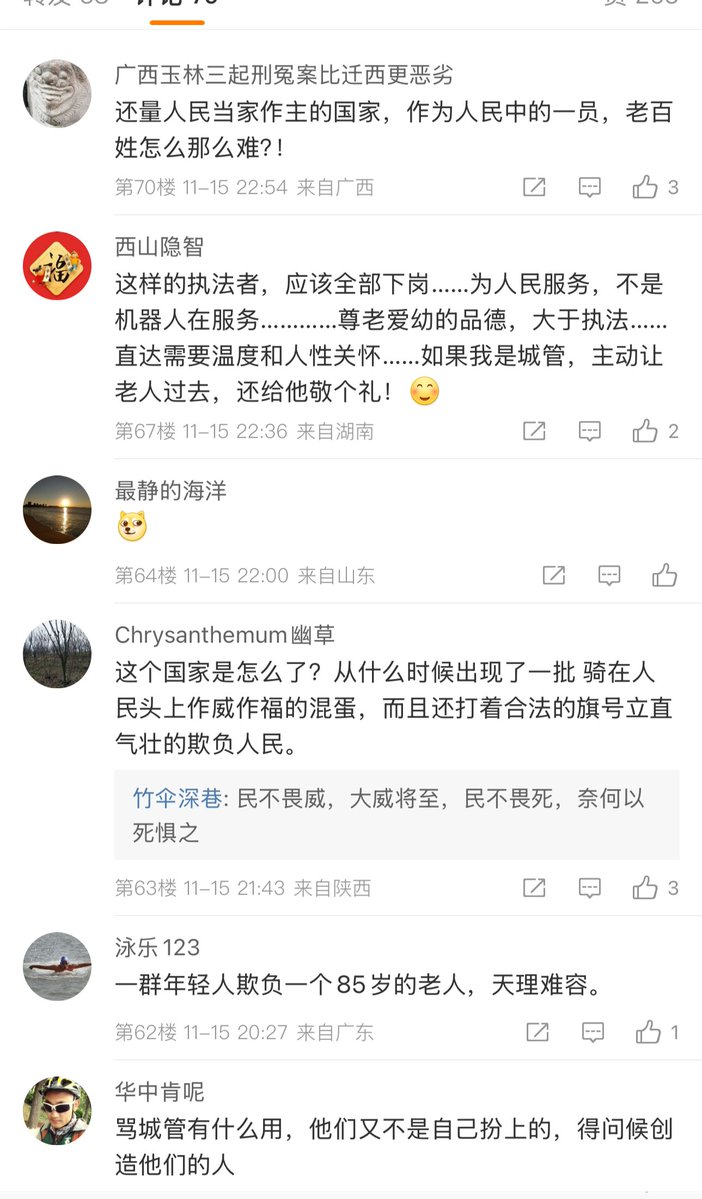 评论
广西玉林三起刑冤案比迁西更恶劣
还量人民当家作主的国家，作为人民中的一员，老百
姓怎么那么难?！
第70楼 11-15 22:54 来自广西
3
西山隐智
这样的执法者，应该全部下岗......为人民服务，不是
机器人在服务............尊老爱幼的品德，大于执法......
直达需要温度和人性关怀......如果我是城管，主动让
老人过去，还给他敬个礼！
第67楼 11-15 22:36 来自湖南
2
最静的海洋
第64楼 11-15 22:00 来自山东
Chrysanthemum幽草
这个国家是怎么了？从什么时候出现了一批 骑在人
民头上作威作福的混蛋，而且还打着合法的旗号立直
气壮的欺负人民。
竹伞深巷: 民不畏威，大威将至，民不畏死，奈何以
死惧之
第63楼 11-15 21:43 来自陕西
3
泳乐123
一群年轻人欺负一个85岁的老人，天理难容。
第62楼 11-15 20:27 来自广东
1
华中肯呢
骂城管有什么用，他们又不是自己扮上的，得问候创
造他们的人